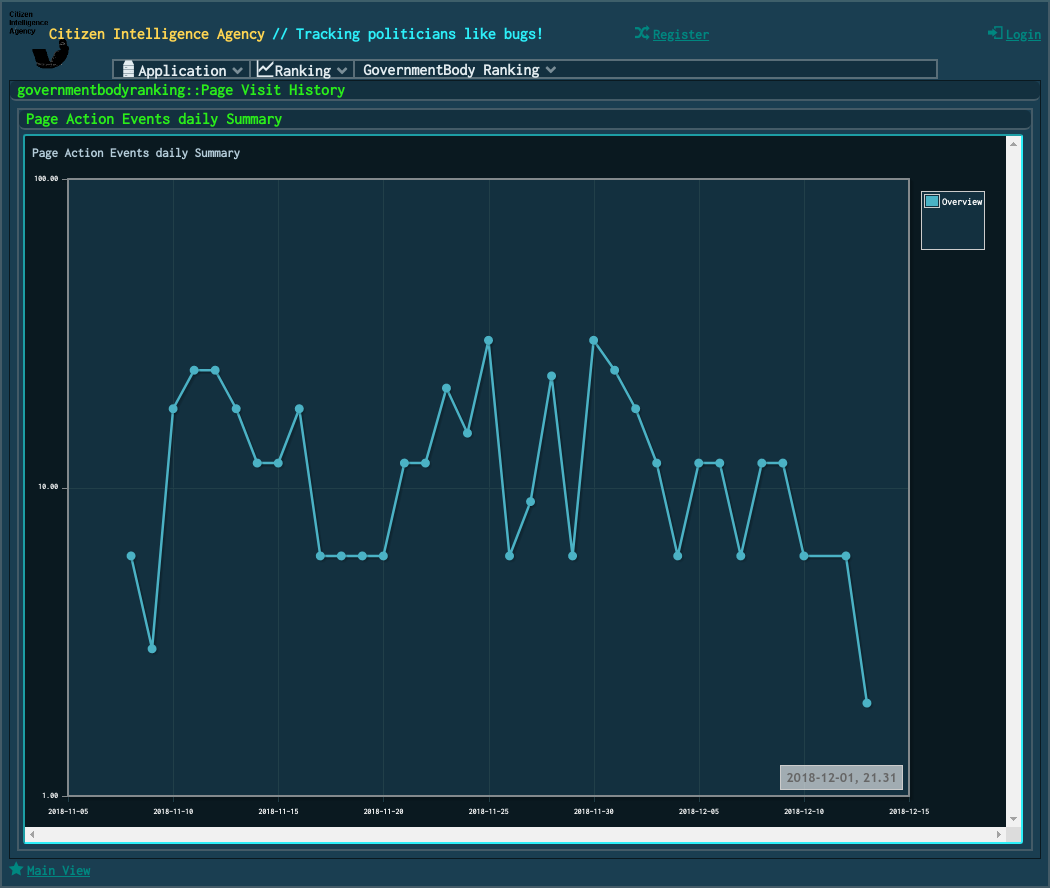 Citizen
Intelligence
Agency
Citizen Intelligence Agency // Tracking politicians like bugs!
Register
Login
Application
Ranking
GovernmentBody Ranking
governmentbodyranking::Page Visit History
Page Action Events daily Summary
Page Action Events daily Summary
100.00
Overview
10.00
2018-12-01, 21.31
1.00
2018-11-05 2018-11-10 2018-11-15 2018-11-20 2018-11-25 2018-11-30 2018-12-05 2018-12-10 2018-12-15
Main View